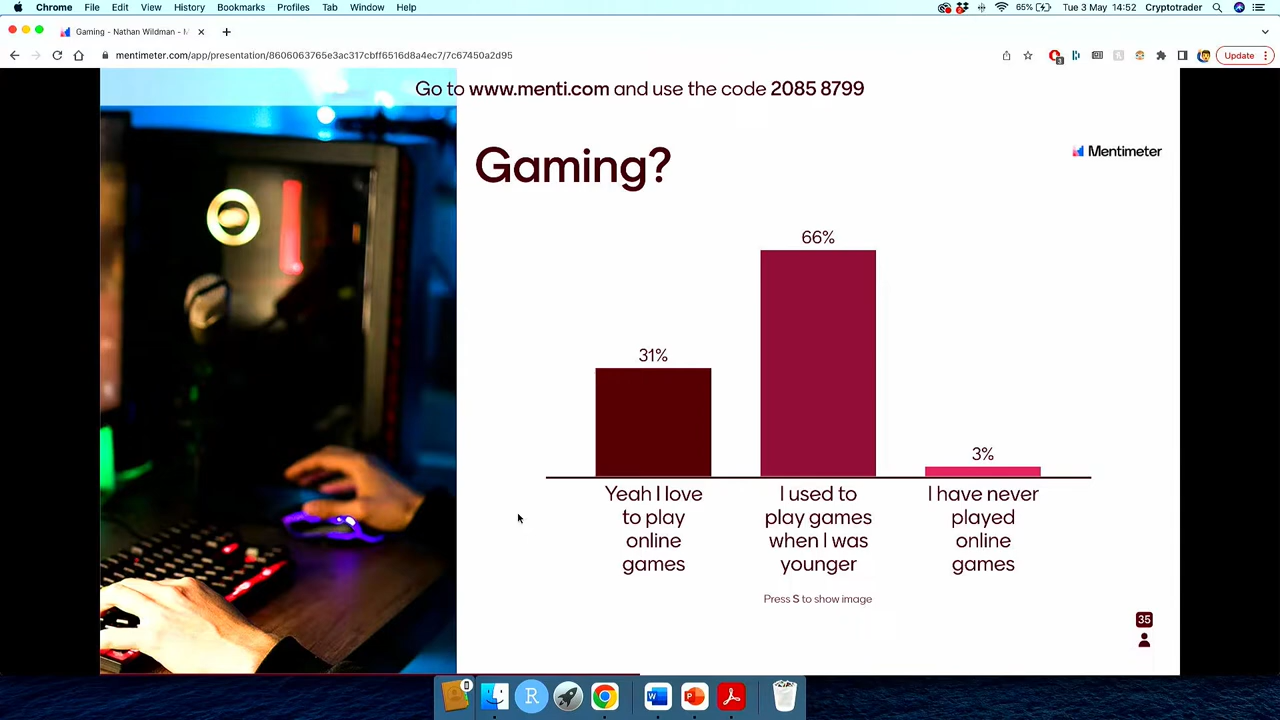 Chrome File Edit View History Bookmarks Profiles Tab Window Help 65% Tue 3 May 14:52 Cryptotrader
Gaming - Nathan Wildman - M
mentimeter.com/app/presentation/8606063765e3ac317cbff6516d8a4ec7/7c67450a2d95 Update
Go to www.menti.com and use the code 2085 8799
Gaming?
Mentimeter
66%
31%
3%
Yeah I love
to play
online
games
I used to
play games
when I was
younger
I have never
played
online
games
Press S to show image
35